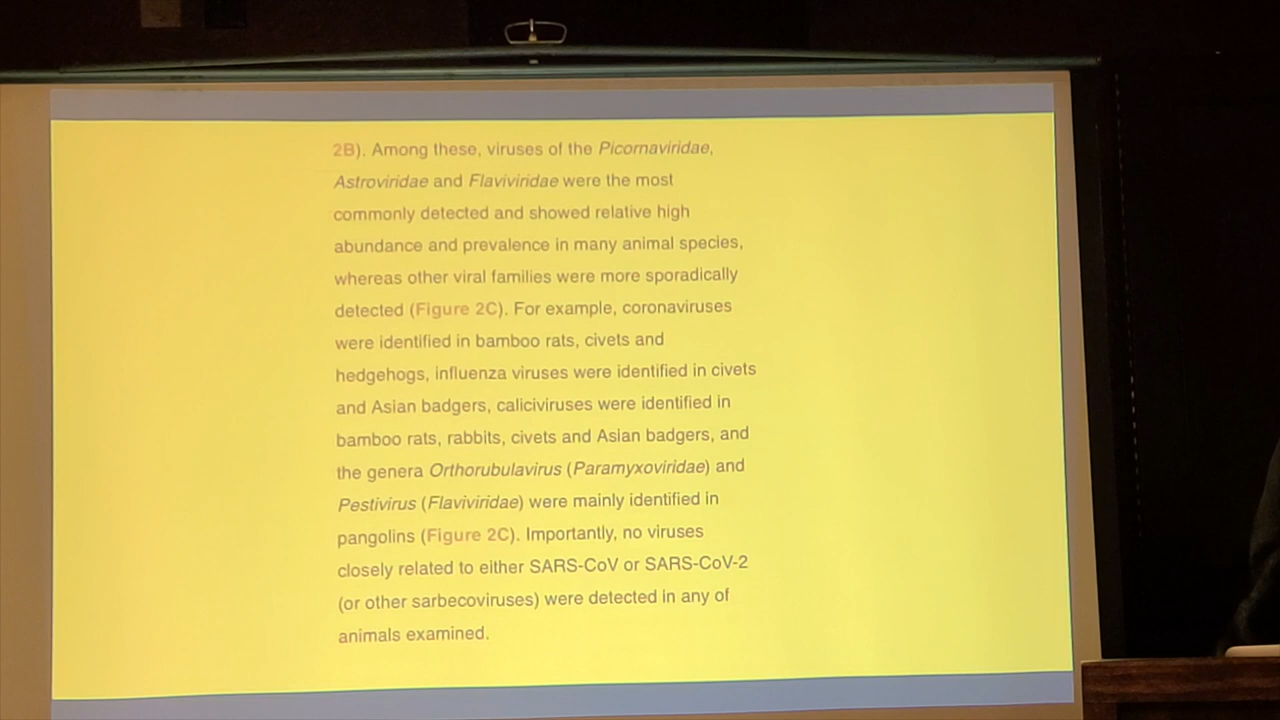 2B). Among these, viruses of the Picornaviridae,
Astroviridae and Flaviviridae were the most
commonly detected and showed relative high
abundance and prevalence in many animal species,
whereas other viral families were more sporadically
detected (Figure 2C). For example, coronaviruses
were identified in bamboo rats, civets and
hedgehogs, influenza viruses were identified in civets
and Asian badgers, caliciviruses were identified in
bamboo rats, rabbits, civets and Asian badgers, and
the genera Orthorubulavirus (Paramyxoviridae) and
Pestivirus (Flaviviridae) were mainly identified in
pangolins (Figure 2C). Importantly, no viruses
closely related to either SARS-CoV or SARS-CoV-2
(or other sarbecoviruses) were detected in any of
animals examined.